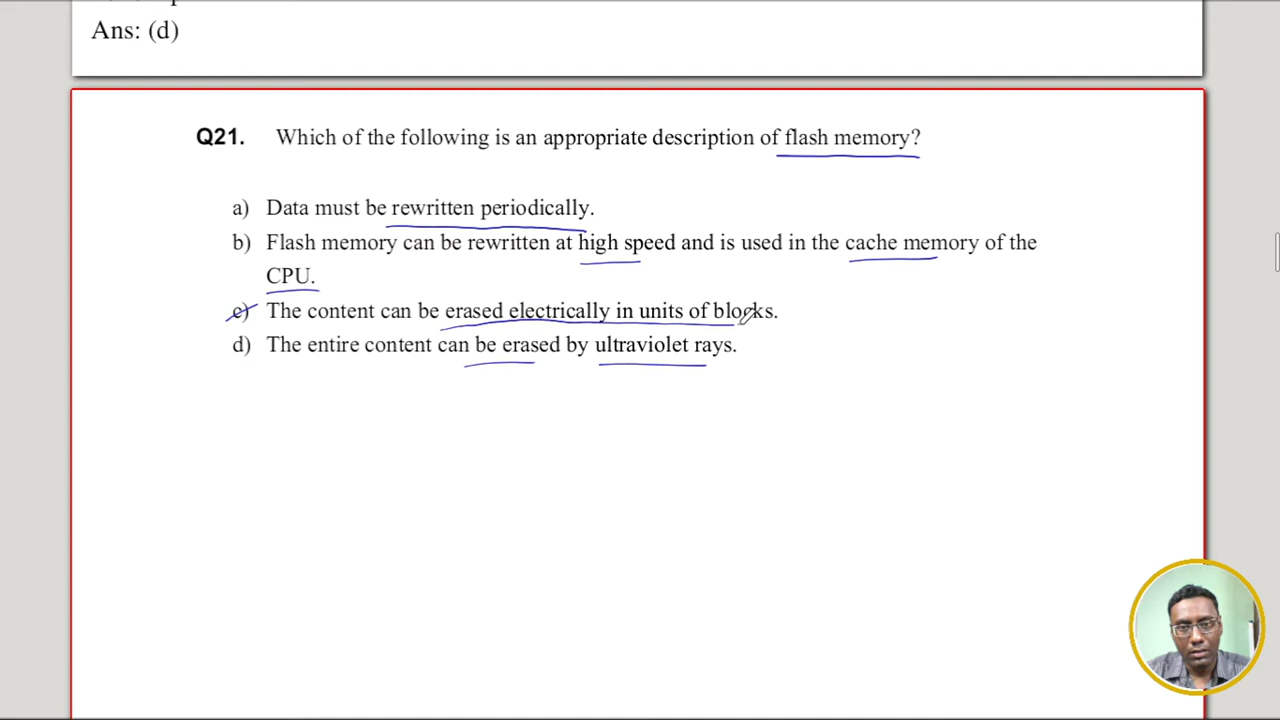 Ans: (d)
Q21. Which of the following is an appropriate description of flash memory?
a) Data must be rewritten periodically.
b) Flash memory can be rewritten at high speed and is used in the cache memory of the
CPU.
c) The content can be erased electrically in units of blocks.
d) The entire content can be erased by ultraviolet rays.